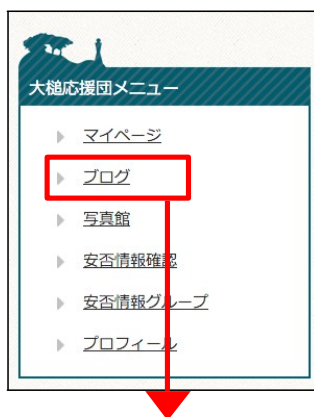 大槌応援団メニュー
マイページ
ブログ
写真館
安否情報確認
安否情報グループ
プロフィール